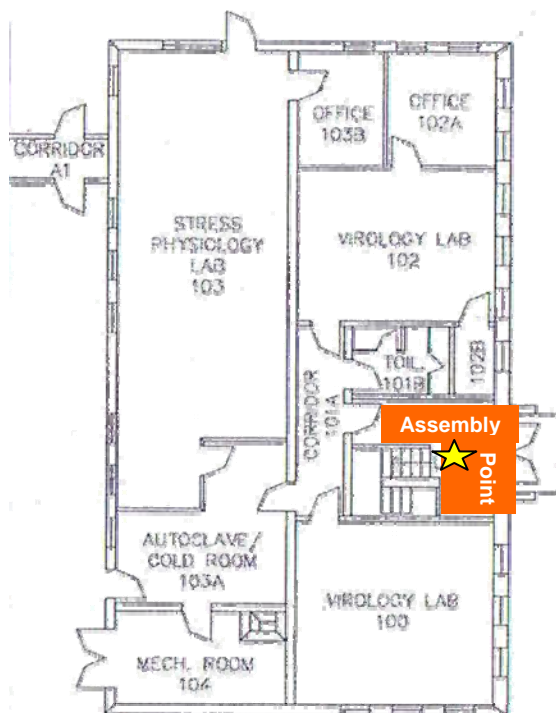 OFFICE
103B
OFFICE
102A
CORRIDOR
A1
STRESS
PHYSIOLOGY
LAB
103
VIROLOGY LAB
102
TOIL.
101B
102B
CORRIDOR
101A
Assembly
Point
AUTOCLAVE/
COLD ROOM
103A
VIROLOGY LAB
100
MECH. ROOM
104